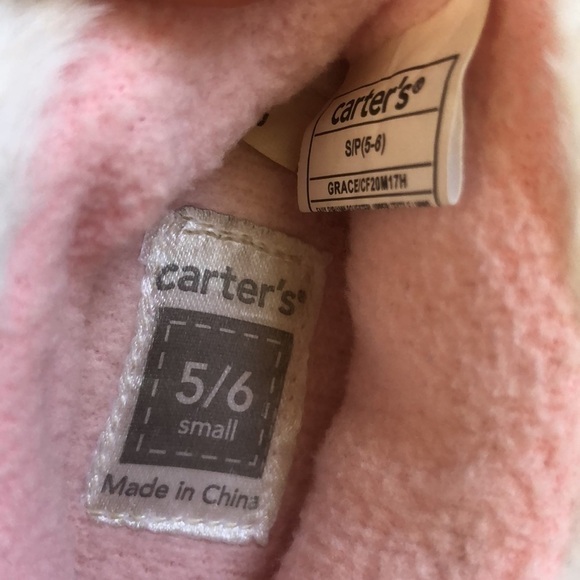 carter's®
S/P(5-6)
GRACE/CF20M17H
carter's®
5/6
small
Made in China